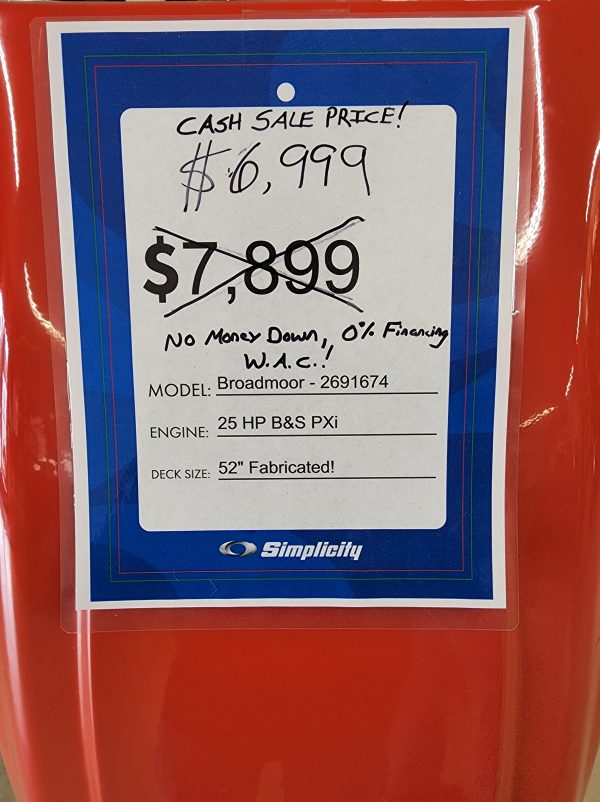 CASH SALE PRICE!
$6,999
$7,899
No Money Down, 0% Financing
W.A.C.!
MODEL: Broadmoor - 2691674
ENGINE: 25 HP B&S PXi
DECK SIZE: 52" Fabricated!
Simplicity